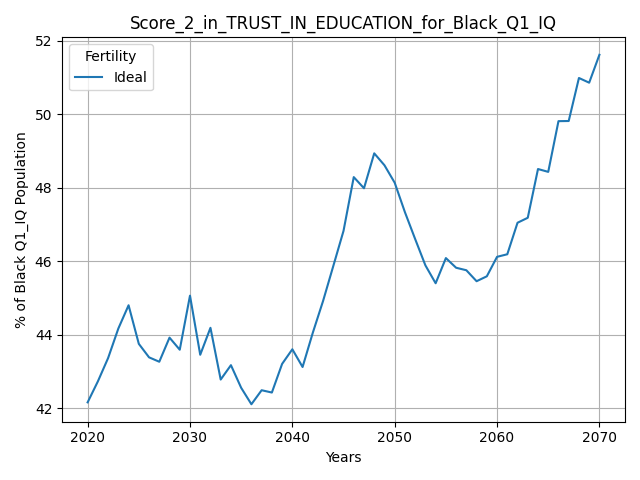 Score_2_in_TRUST_IN_EDUCATION_for_Black_Q1_IQ
Fertility
Ideal
% of Black Q1_IQ Population
52
50
48
46
44
42
2020 2030 2040 2050 2060 2070
Years